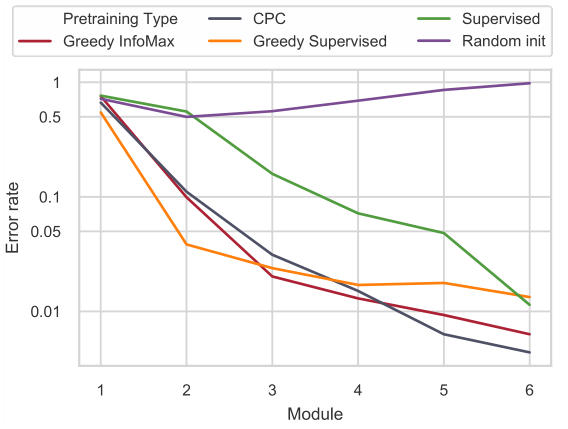 Pretraining Type CPC Supervised
Greedy InfoMax Greedy Supervised Random init
1
0.5
0.1
0.05
0.01
Error rate
1 2 3 4 5 6
Module